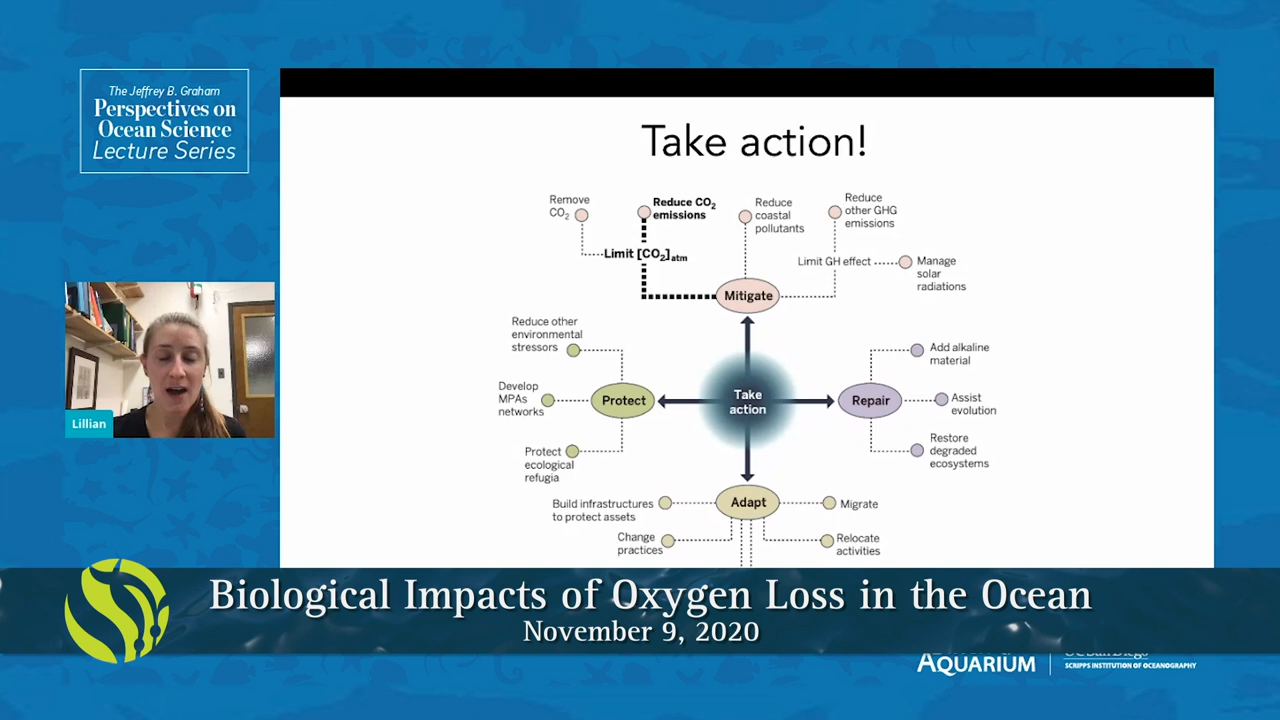 The Jeffrey B. Graham
Perspectives on
Ocean Science
Lecture Series
Take action!
Remove
CO₂
Reduce CO₂
emissions
Reduce
coastal
pollutants
Reduce
other GHG
emissions
Limit [CO₂]atm
Limit GH effect
Manage
solar
radiations
Mitigate
Reduce other
environmental
stressors
Add alkaline
material
Develop
MPAs
networks
Protect
Take
action
Repair
Assist
evolution
Protect
ecological
refugia
Restore
degraded
ecosystems
Build infrastructures
to protect assets
Adapt
Migrate
Change
practices
Relocate
activities
Lillian
Biological Impacts of Oxygen Loss in the Ocean
November 9, 2020
AQUARIUM
UC San Diego
SCRIPPS INSTITUTION OF OCEANOGRAPHY